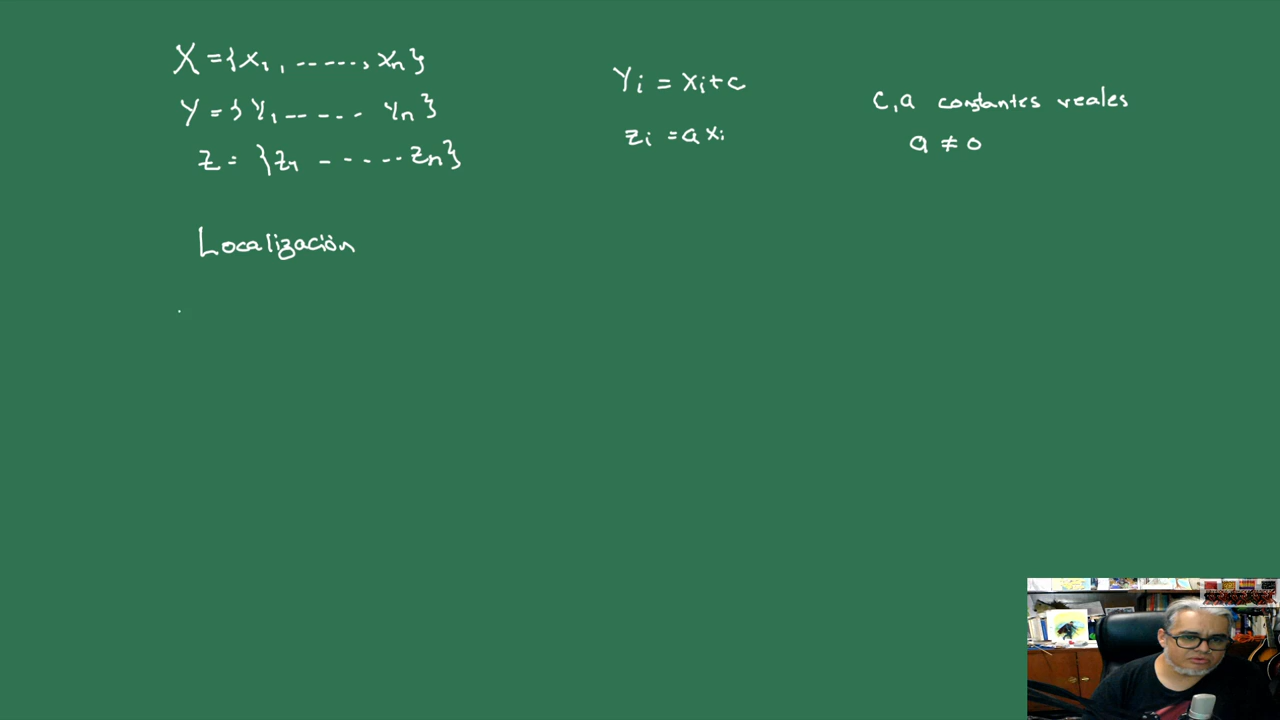 X = {x₁, ......, xₙ}
Y = {Y₁, ...... Yₙ}
Z = {z₁ ...... zₙ}
Yᵢ = xᵢ + c
zᵢ = a xᵢ
c, a constantes reales
a ≠ 0
Localización